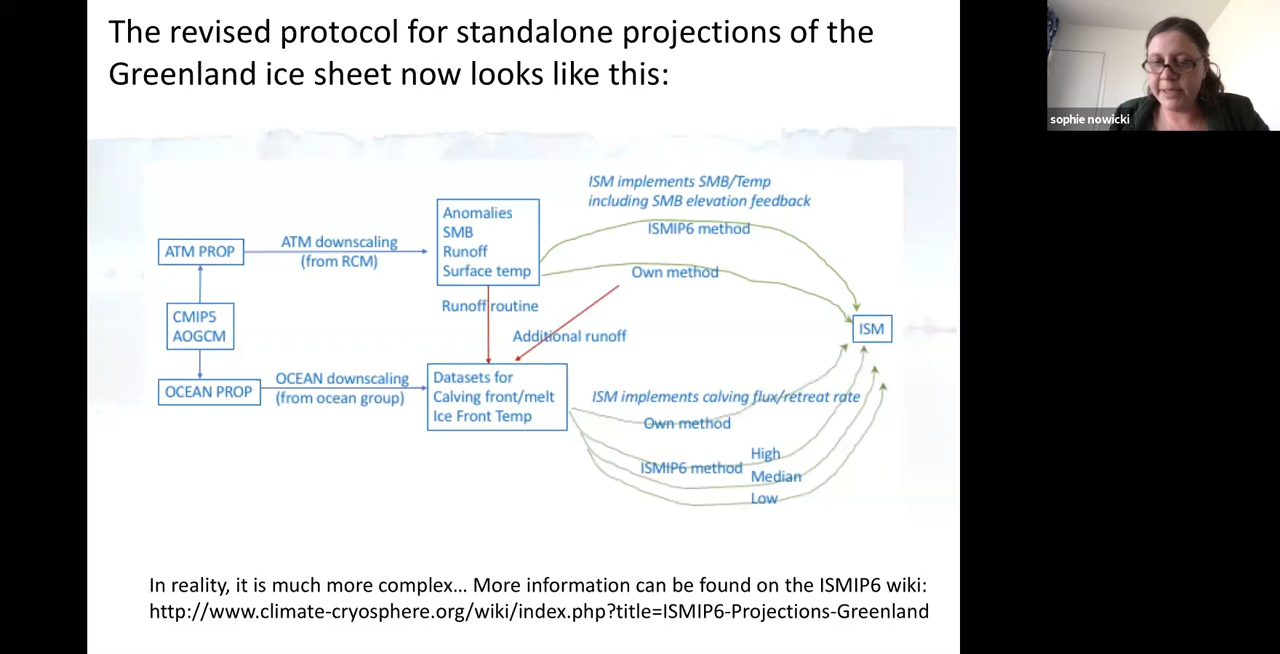 The revised protocol for standalone projections of the
Greenland ice sheet now looks like this:
sophie nowicki
ISM implements SMB/Temp
including SMB elevation feedback
ISMIP6 method
Own method
Anomalies
SMB
Runoff
Surface temp
ATM PROP
ATM downscaling
(from RCM)
Runoff routine
Additional runoff
CMIP5
AOGCM
ISM
OCEAN PROP
OCEAN downscaling
(from ocean group)
Datasets for
Calving front/melt
Ice Front Temp
ISM implements calving flux/retreat rate
Own method
ISMIP6 method
High
Median
Low
In reality, it is much more complex... More information can be found on the ISMIP6 wiki:
http://www.climate-cryosphere.org/wiki/index.php?title=ISMIP6-Projections-Greenland